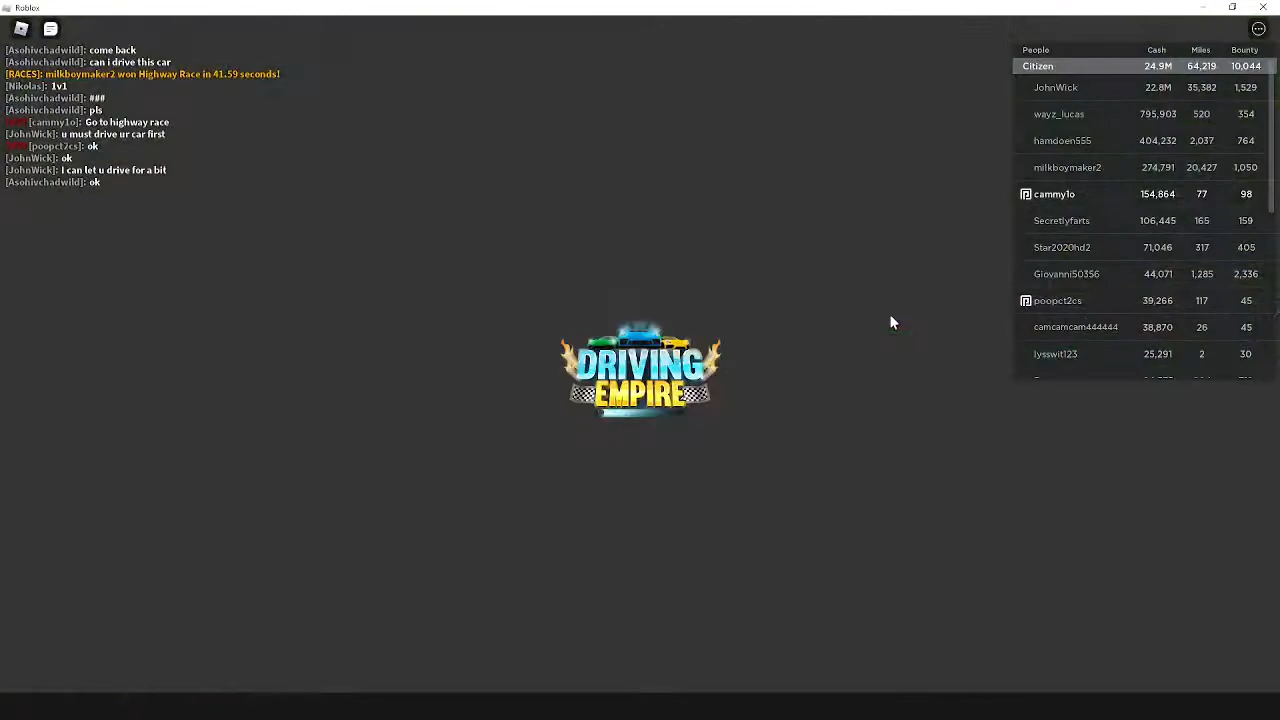 Roblox
[Asohivchadwild]: come back
[Asohivchadwild]: can i drive this car
[RACES]: milkboymaker2 won Highway Race in 41.59 seconds!
[Nikolas]: 1v1
[Asohivchadwild]: ###
[Asohivchadwild]: pls
[cammy1o]: Go to highway race
[JohnWick]: u must drive ur car first
[poopct2cs]: ok
[JohnWick]: ok
[JohnWick]: I can let u drive for a bit
[Asohivchadwild]: ok
People Cash Miles Bounty
Citizen 24.9M 64,219 10,044
JohnWick 22.8M 35,382 1,529
wayz_lucas 795,903 520 354
hamdoen555 404,232 2,037 764
milkboymaker2 274,791 20,427 1,050
cammy1o 154,864 77 98
Secretlyfarts 106,445 165 159
Star2020hd2 71,046 317 405
Giovanni50356 44,071 1,285 2,336
poopct2cs 39,266 117 45
camcamcam444444 38,870 26 45
lysswit123 25,291 2 30
DRIVING
EMPIRE